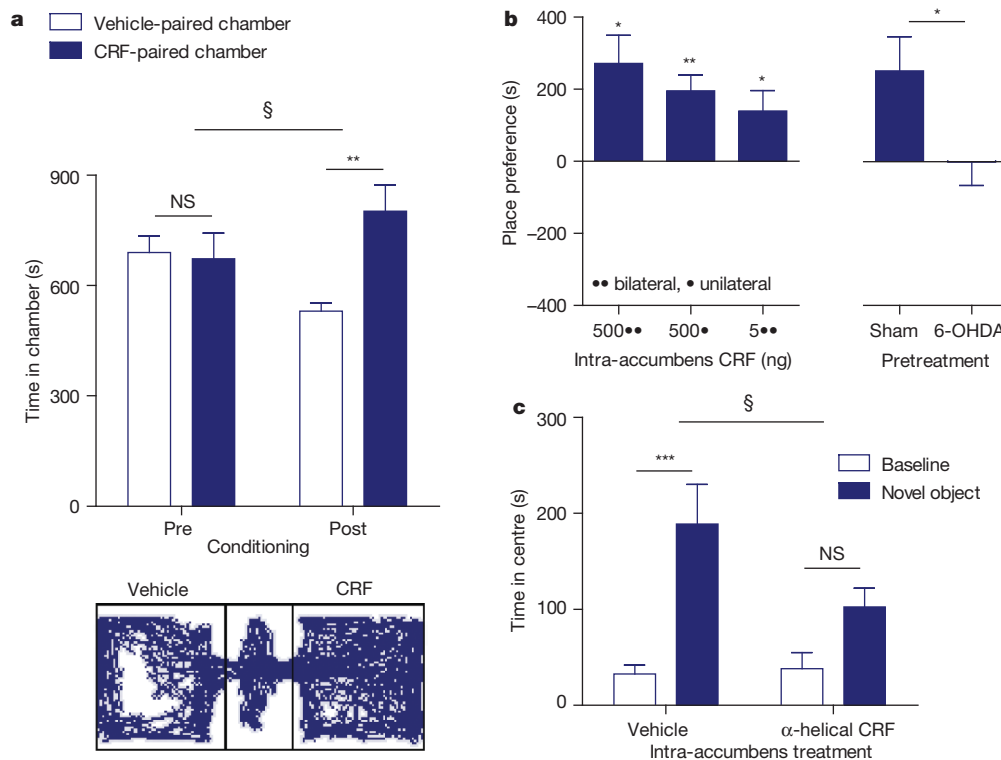 a
Vehicle-paired chamber
CRF-paired chamber
§
**
NS
900
600
300
0
Time in chamber (s)
Pre
Post
Conditioning
Vehicle
CRF
b
400
200
0
–200
–400
Place preference (s)
*
**
*
*
•• bilateral, • unilateral
500••
500•
5••
Intra-accumbens CRF (ng)
Sham
6-OHDA
Pretreatment
c
300
200
100
0
Time in centre (s)
§
***
NS
Baseline
Novel object
Vehicle
α-helical CRF
Intra-accumbens treatment